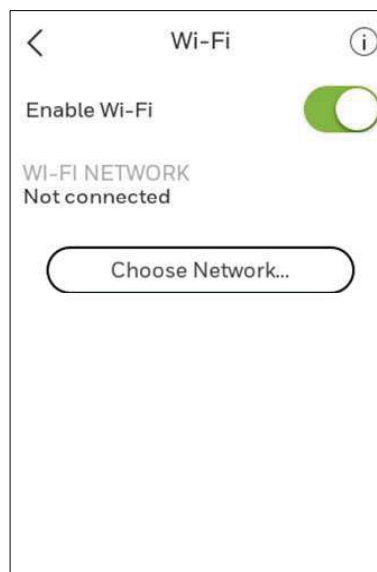 Wi-Fi
Enable Wi-Fi
WI-FI NETWORK
Not connected
Choose Network...